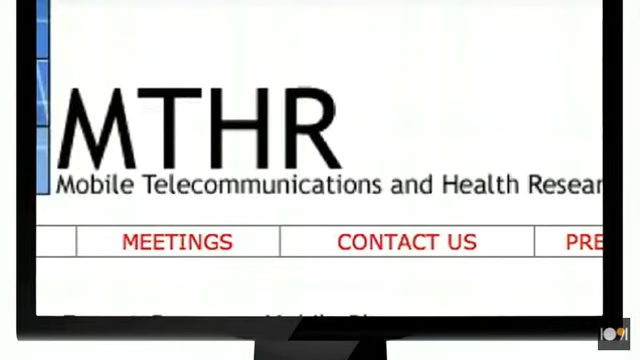 MTHR
Mobile Telecommunications and Health Resear
MEETINGS CONTACT US PRE